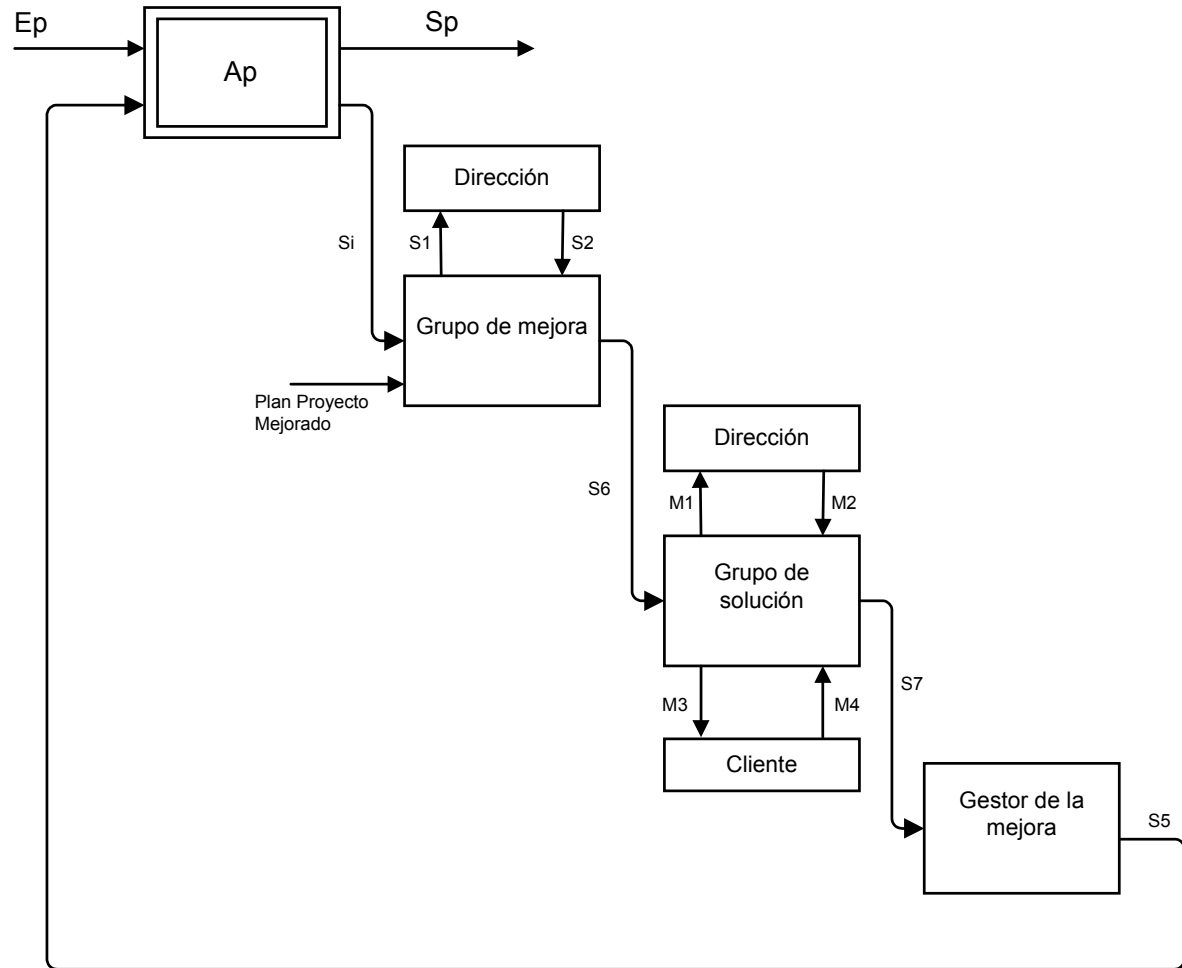 Ep
Sp
Ap
Dirección
Si
S1
S2
Grupo de mejora
Plan Proyecto
Mejorado
Dirección
S6
M1
M2
Grupo de
solución
S7
M3
M4
Cliente
Gestor de la
mejora
S5